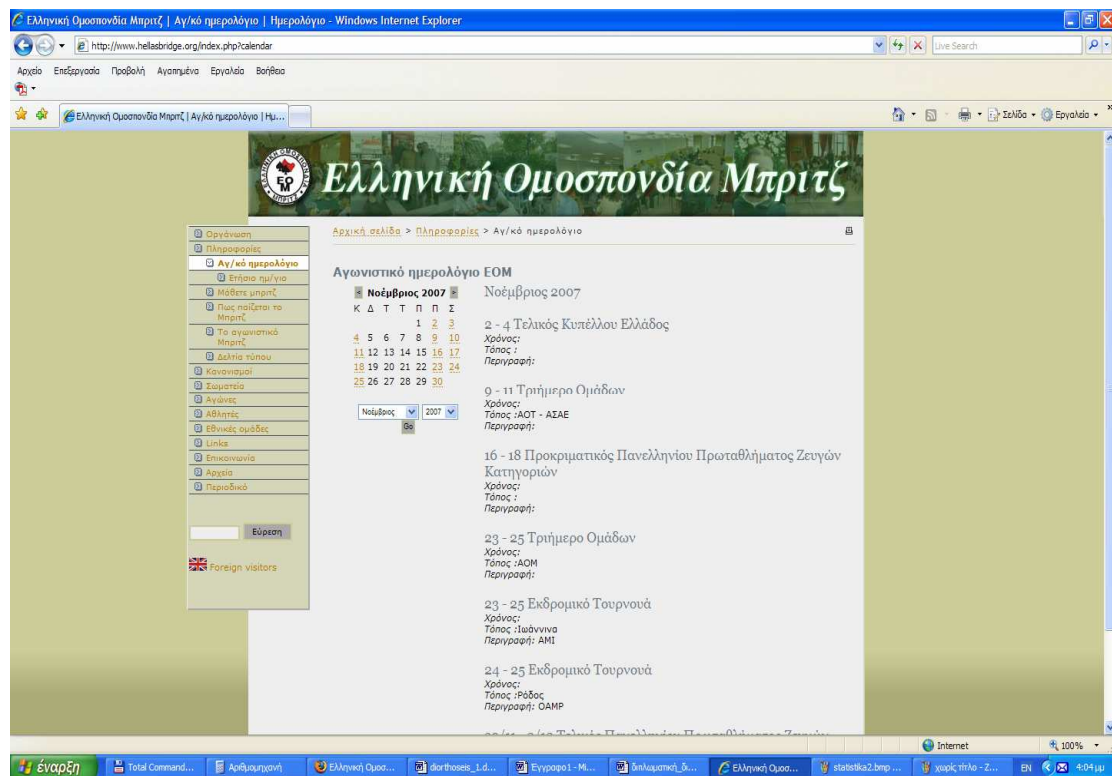 Ελληνική Ομοσπονδία Μπριτζ | Αγ/κό ημερολόγιο | Ημερολόγιο - Windows Internet Explorer
http://www.hellasbridge.org/index.php?calendar
Live Search
Αρχείο Επεξεργασία Προβολή Αγαπημένα Εργαλεία Βοήθεια
Ελληνική Ομοσπονδία Μπριτζ | Αγ/κό ημερολόγιο | Ημ...
Σελίδα Εργαλεία
Ελληνική Ομοσπονδία Μπριτζ
Αρχική σελίδα > Πληροφορίες > Αγ/κό ημερολόγιο
Οργάνωση
Πληροφορίες
Αγ/κό ημερολόγιο
Ετήσιο ημ/γιο
Μάθετε μπριτζ
Πως παίζεται το
Μπριτζ
Το αγωνιστικό
Μπριτζ
Δελτία τύπου
Κανονισμοί
Σωματεία
Αγώνες
Αθλητές
Εθνικές ομάδες
Links
Επικοινωνία
Αρχεία
Περιοδικό
Εύρεση
Foreign visitors
Αγωνιστικό ημερολόγιο ΕΟΜ
< Νοέμβριος 2007 >
Κ Δ Τ Τ Π Π Σ
1 2 3
4 5 6 7 8 9 10
11 12 13 14 15 16 17
18 19 20 21 22 23 24
25 26 27 28 29 30
Νοέμβριος 2007
Go
Νοέμβριος 2007
2 - 4 Τελικός Κυπέλλου Ελλάδος
Χρόνος:
Τόπος :
Περιγραφή:
9 - 11 Τριήμερο Ομάδων
Χρόνος:
Τόπος :ΑΟΤ - ΑΣΑΕ
Περιγραφή:
16 - 18 Προκριματικός Πανελληνίου Πρωταθλήματος Ζευγών
Κατηγοριών
Χρόνος:
Τόπος :
Περιγραφή:
23 - 25 Τριήμερο Ομάδων
Χρόνος:
Τόπος :ΑΟΜ
Περιγραφή:
23 - 25 Εκδρομικό Τουρνουά
Χρόνος:
Τόπος :Ιωάννινα
Περιγραφή: ΑΜΙ
24 - 25 Εκδρομικό Τουρνουά
Χρόνος:
Τόπος :Ρόδος
Περιγραφή: ΟΑΜΡ
Internet 100%
έναρξη Total Command... Αριθμομηχανή Ελληνική Ομοσ... diorthoseis_1.d... Έγγραφο1 - Mi... διπλωματική_δι... Ελληνική Ομοσ... statistika2.bmp ... χωρίς τίτλο - Ζ... EN 4:04 μμ